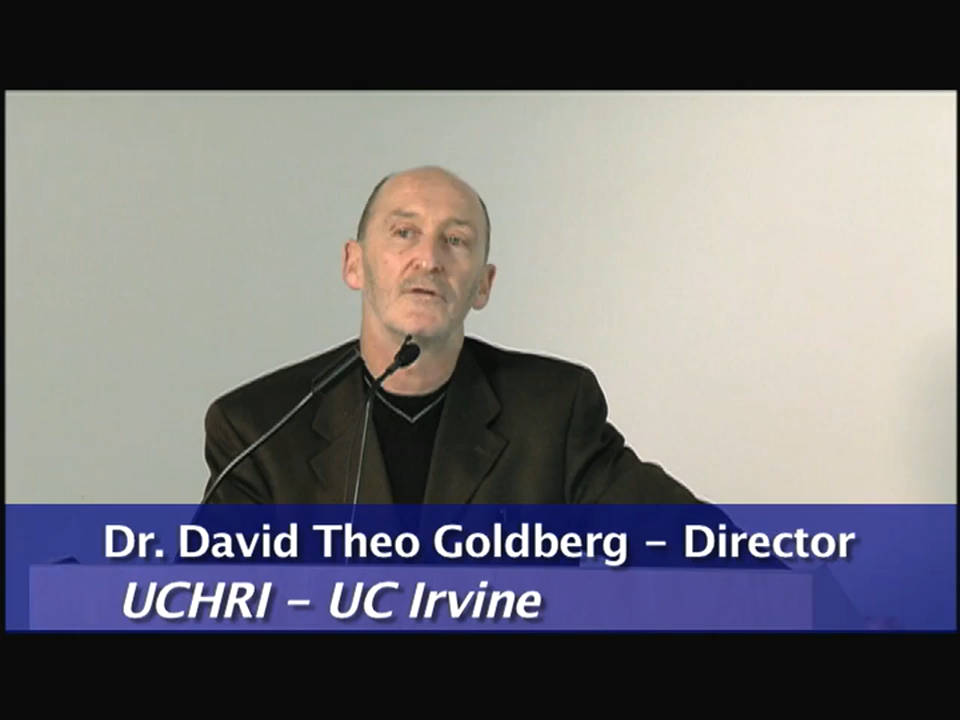 Dr. David Theo Goldberg – Director
UCHRI – UC Irvine